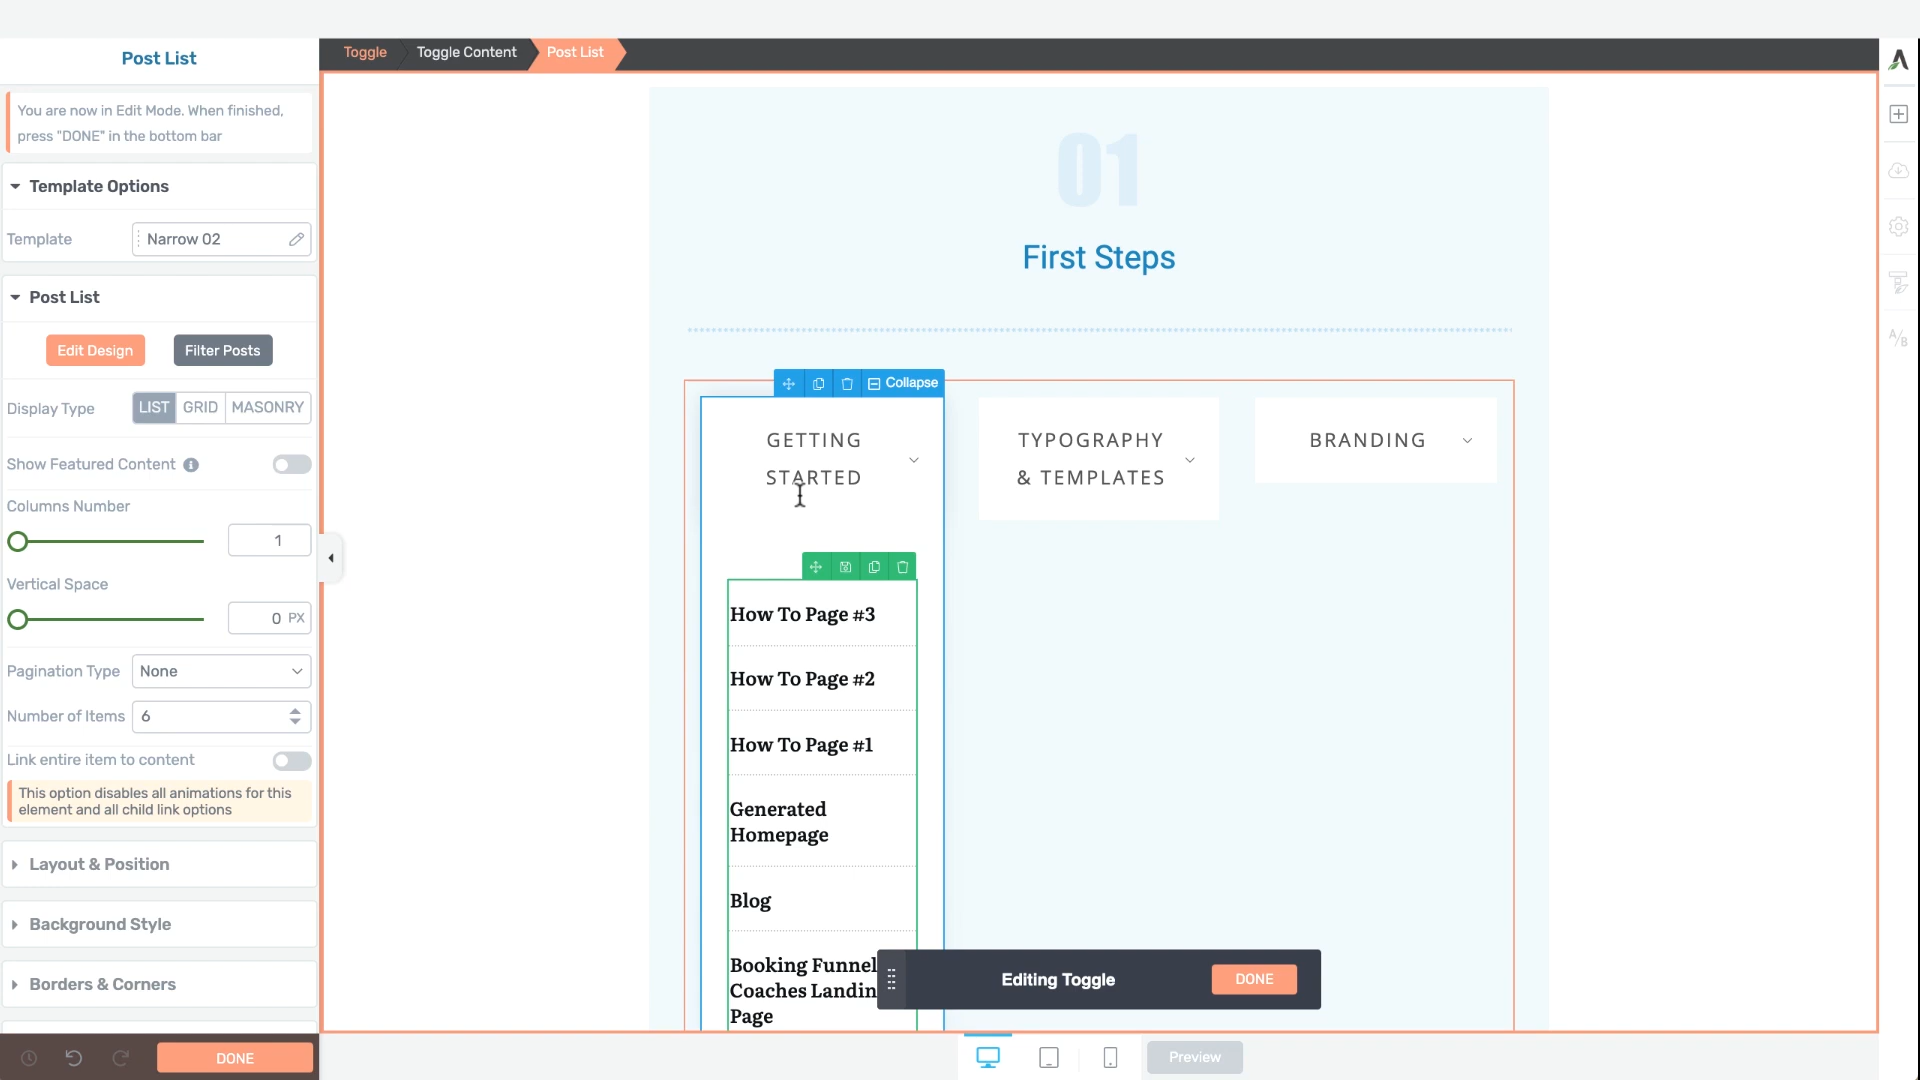 Post List
You are now in Edit Mode. When finished,
press "DONE" in the bottom bar
Template Options
Template
Narrow 02
Post List
Edit Design
Filter Posts
Display Type
LIST
GRID
MASONRY
Show Featured Content
Columns Number
1
Vertical Space
0 PX
Pagination Type
None
Number of Items
6
Link entire item to content
This option disables all animations for this
element and all child link options
Layout & Position
Background Style
Borders & Corners
DONE
Toggle
Toggle Content
Post List
01
First Steps
Collapse
GETTING
STARTED
TYPOGRAPHY
& TEMPLATES
BRANDING
How To Page #3
How To Page #2
How To Page #1
Generated
Homepage
Blog
Booking Funnel
Coaches Landin
Page
Editing Toggle
DONE
Preview
A/B